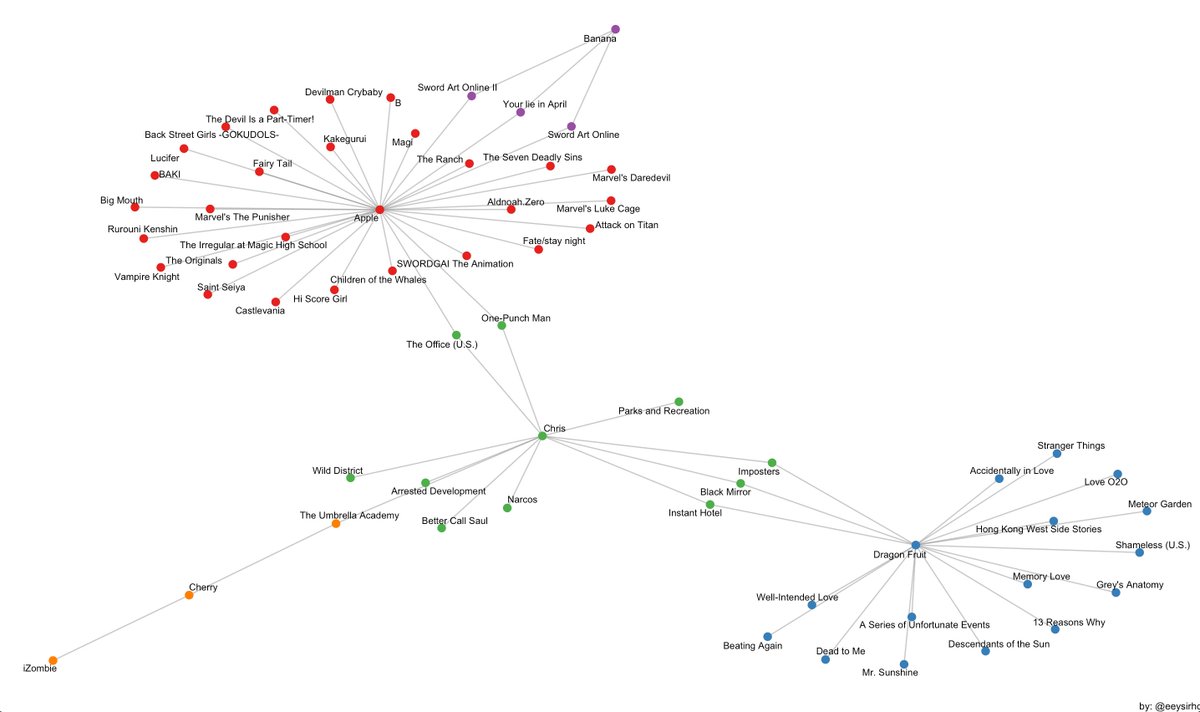 Banana
Sword Art Online II
Devilman Crybaby
B
Your lie in April
The Devil Is a Part-Timer!
Back Street Girls -GOKUDOLS-
Sword Art Online
Kakegurui
Magi
Lucifer
Fairy Tail
The Ranch
The Seven Deadly Sins
BAKI
Marvel's Daredevil
Big Mouth
Aldnoah.Zero
Marvel's Luke Cage
Marvel's The Punisher
Apple
Attack on Titan
Rurouni Kenshin
The Irregular at Magic High School
Fate/stay night
The Originals
SWORDGAI The Animation
Vampire Knight
Children of the Whales
Saint Seiya
Hi Score Girl
Castlevania
One-Punch Man
The Office (U.S.)
Parks and Recreation
Chris
Stranger Things
Wild District
Imposters
Accidentally in Love
Love O2O
Arrested Development
Black Mirror
Narcos
Meteor Garden
Instant Hotel
The Umbrella Academy
Better Call Saul
Hong Kong West Side Stories
Shameless (U.S.)
Dragon Fruit
Memory Love
Grey's Anatomy
Cherry
Well-Intended Love
A Series of Unfortunate Events
13 Reasons Why
Beating Again
Descendants of the Sun
Dead to Me
iZombie
Mr. Sunshine
by: @eeysirhc